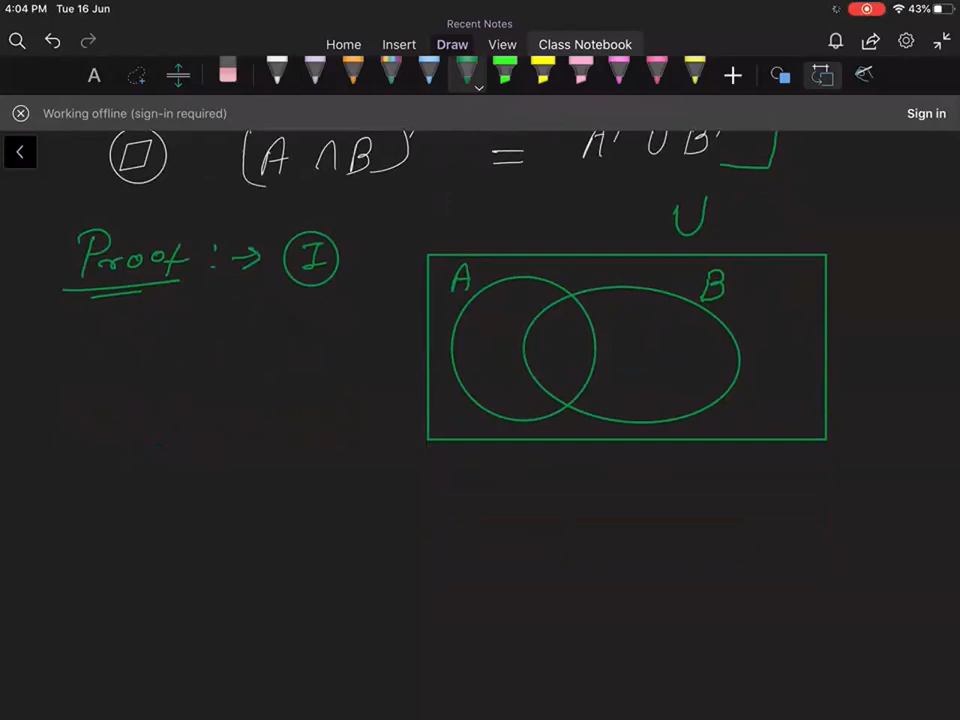 4:04 PM Tue 16 Jun
43%
Recent Notes
Home Insert Draw View Class Notebook
A
Working offline (sign-in required)
Sign in
(A ∩ B)' = A' ∪ B'
U
Proof :→ I
A
B